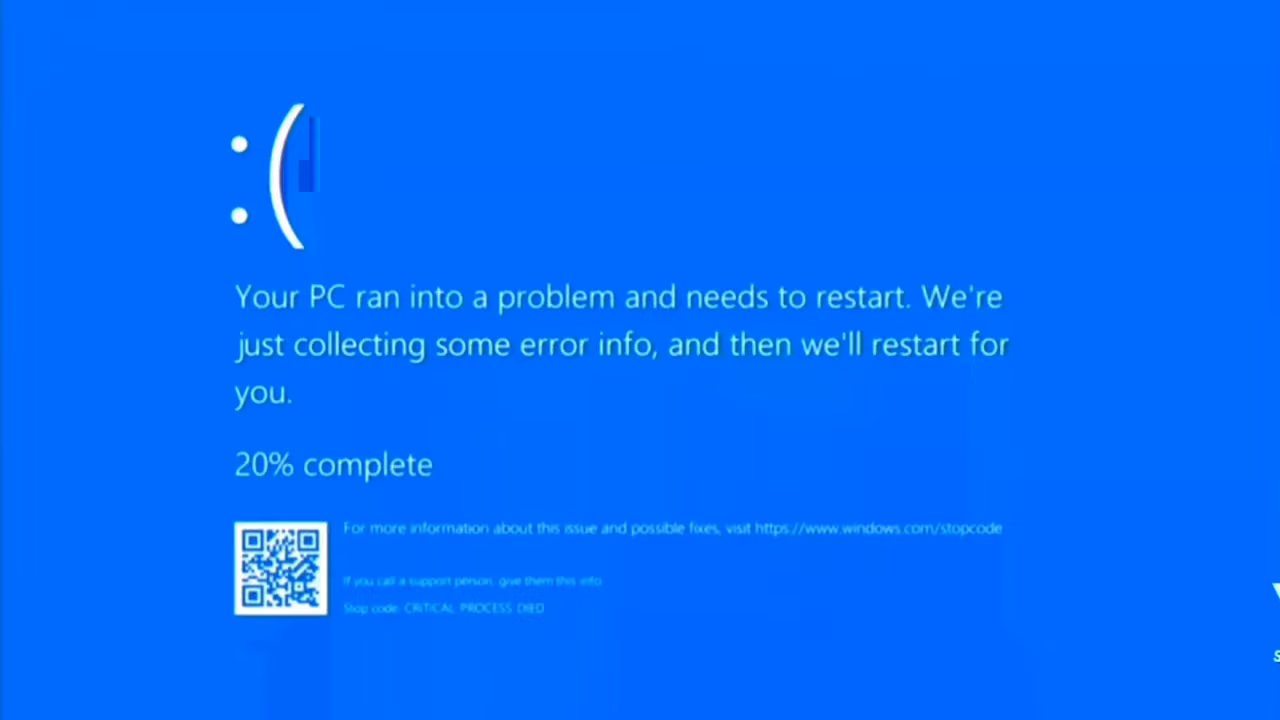 :(
Your PC ran into a problem and needs to restart. We're
just collecting some error info, and then we'll restart for
you.
20% complete
For more information about this issue and possible fixes, visit https://www.windows.com/stopcode
If you call a support person, give them this info:
Stop code: CRITICAL PROCESS DIED